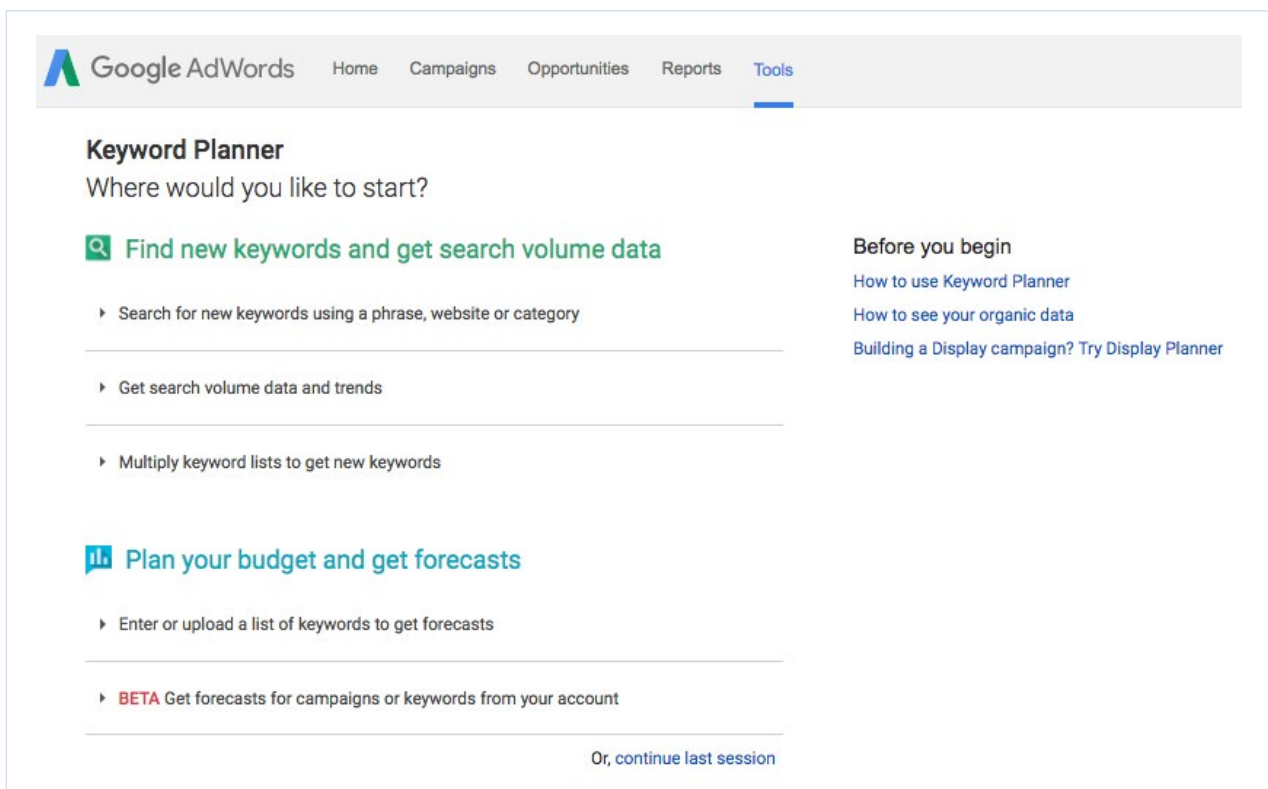 Google AdWords Home Campaigns Opportunities Reports Tools
Keyword Planner
Where would you like to start?
Find new keywords and get search volume data
Search for new keywords using a phrase, website or category
Get search volume data and trends
Multiply keyword lists to get new keywords
Plan your budget and get forecasts
Enter or upload a list of keywords to get forecasts
BETA Get forecasts for campaigns or keywords from your account
Or, continue last session
Before you begin
How to use Keyword Planner
How to see your organic data
Building a Display campaign? Try Display Planner